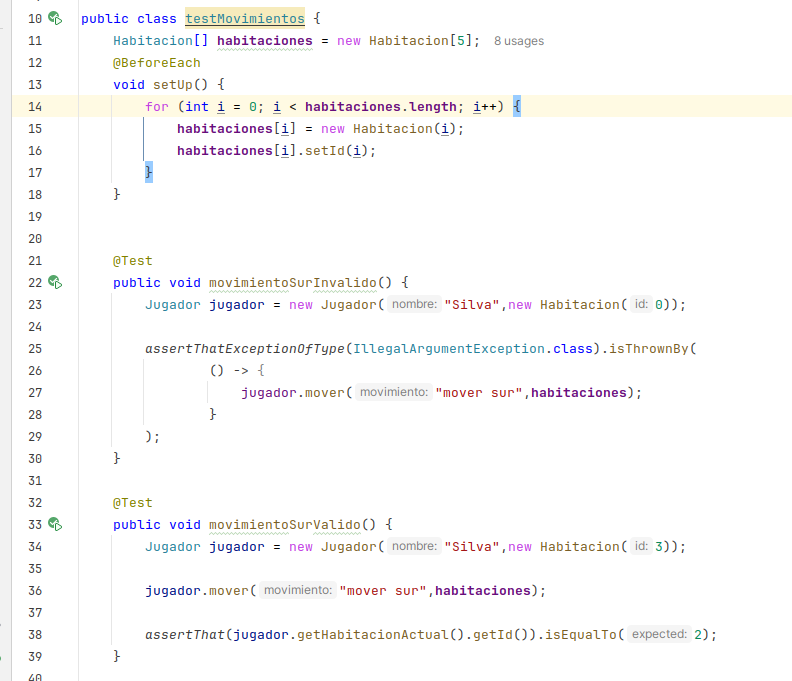 10 public class testMovimientos {
11 Habitacion[] habitaciones = new Habitacion[5]; 8 usages
12 @BeforeEach
13 void setUp() {
14 for (int i = 0; i < habitaciones.length; i++) {
15 habitaciones[i] = new Habitacion(i);
16 habitaciones[i].setId(i);
17 }
18 }
19
20
21 @Test
22 public void movimientoSurInvalido() {
23 Jugador jugador = new Jugador( nombre: "Silva",new Habitacion( id: 0));
24
25 assertThatExceptionOfType(IllegalArgumentException.class).isThrownBy(
26 () -> {
27 jugador.mover( movimiento: "mover sur",habitaciones);
28 }
29 );
30 }
31
32 @Test
33 public void movimientoSurValido() {
34 Jugador jugador = new Jugador( nombre: "Silva",new Habitacion( id: 3));
35
36 jugador.mover( movimiento: "mover sur",habitaciones);
37
38 assertThat(jugador.getHabitacionActual().getId()).isEqualTo( expected: 2);
39 }
40